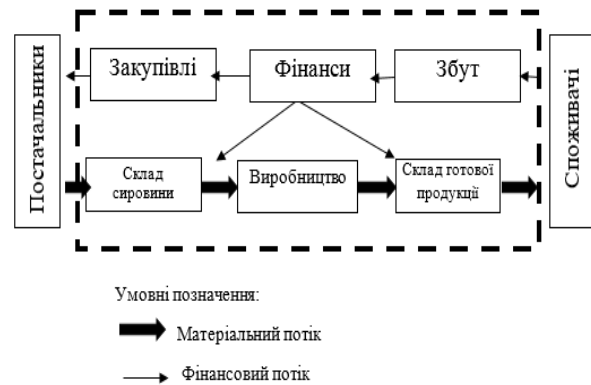 Постачальники
Закупівлі
Фінанси
Збут
Споживачі
Склад
сировини
Виробництво
Склад готової
продукції
Умовні позначення:
Матеріальний потік
Фінансовий потік